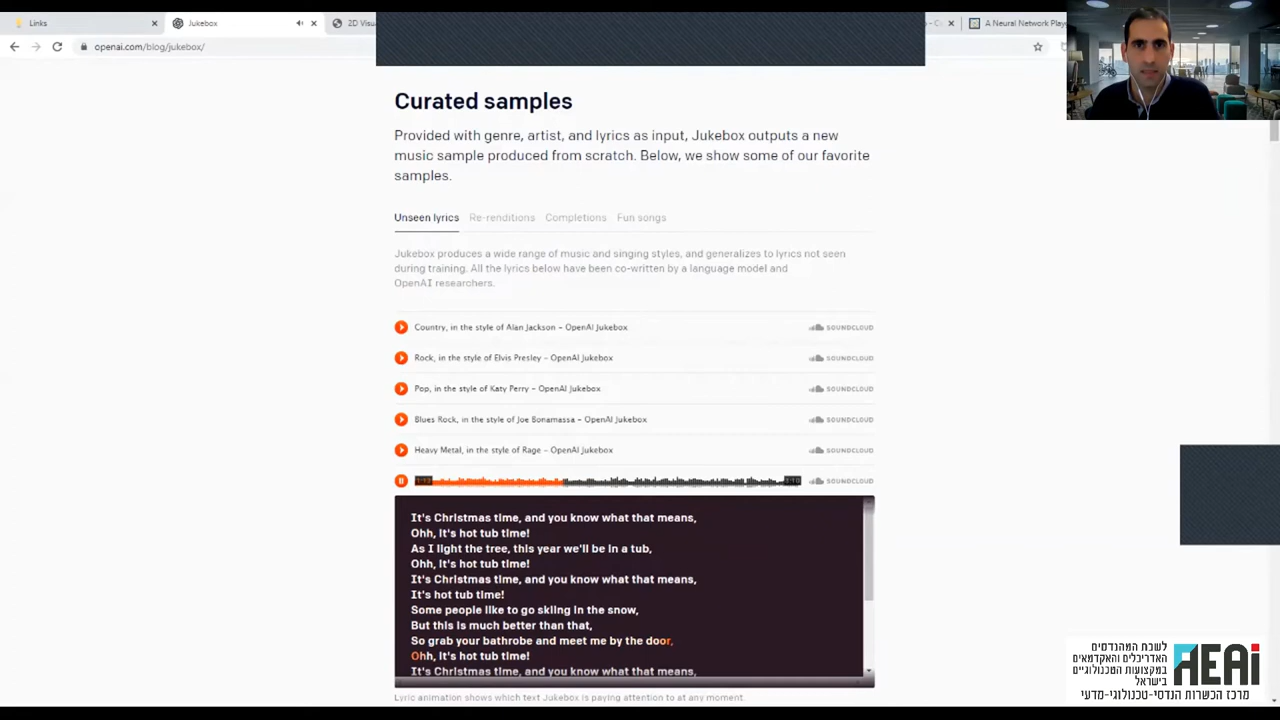 Links
Jukebox
2D Visua
A Neural Network Play
openai.com/blog/jukebox/
Curated samples
Provided with genre, artist, and lyrics as input, Jukebox outputs a new
music sample produced from scratch. Below, we show some of our favorite
samples.
Unseen lyrics Re-renditions Completions Fun songs
Jukebox produces a wide range of music and singing styles, and generalizes to lyrics not seen
during training. All the lyrics below have been co-written by a language model and
OpenAI researchers.
Country, in the style of Alan Jackson – OpenAI Jukebox SOUNDCLOUD
Rock, in the style of Elvis Presley – OpenAI Jukebox SOUNDCLOUD
Pop, in the style of Katy Perry – OpenAI Jukebox SOUNDCLOUD
Blues Rock, in the style of Joe Bonamassa – OpenAI Jukebox SOUNDCLOUD
Heavy Metal, in the style of Rage – OpenAI Jukebox SOUNDCLOUD
SOUNDCLOUD
It's Christmas time, and you know what that means,
Ohh, it's hot tub time!
As I light the tree, this year we'll be in a tub,
Ohh, it's hot tub time!
It's Christmas time, and you know what that means,
It's hot tub time!
Some people like to go skiing in the snow,
But this is much better than that,
So grab your bathrobe and meet me by the door,
Ohh, it's hot tub time!
It's Christmas time, and you know what that means,
Lyric animation shows which text Jukebox is paying attention to at any moment.
לשכת המהנדסים
האדריכלים והאקדמאים
במקצועות הטכנולוגיים
בישראל
AEAI
מרכז הכשרות הנדסי-טכנולוגי-מדעי